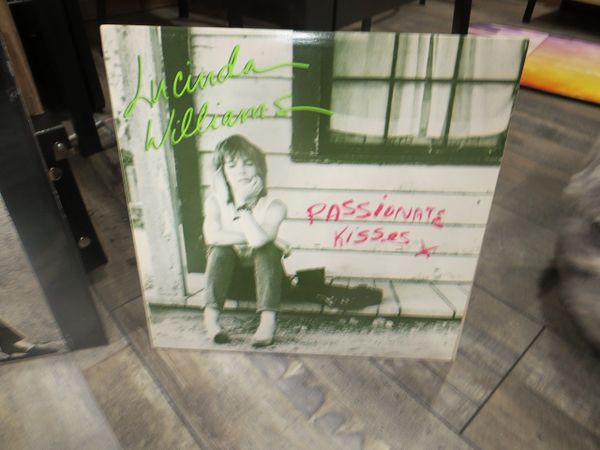 Lucinda
Williams
PASSIONATE
KISSes